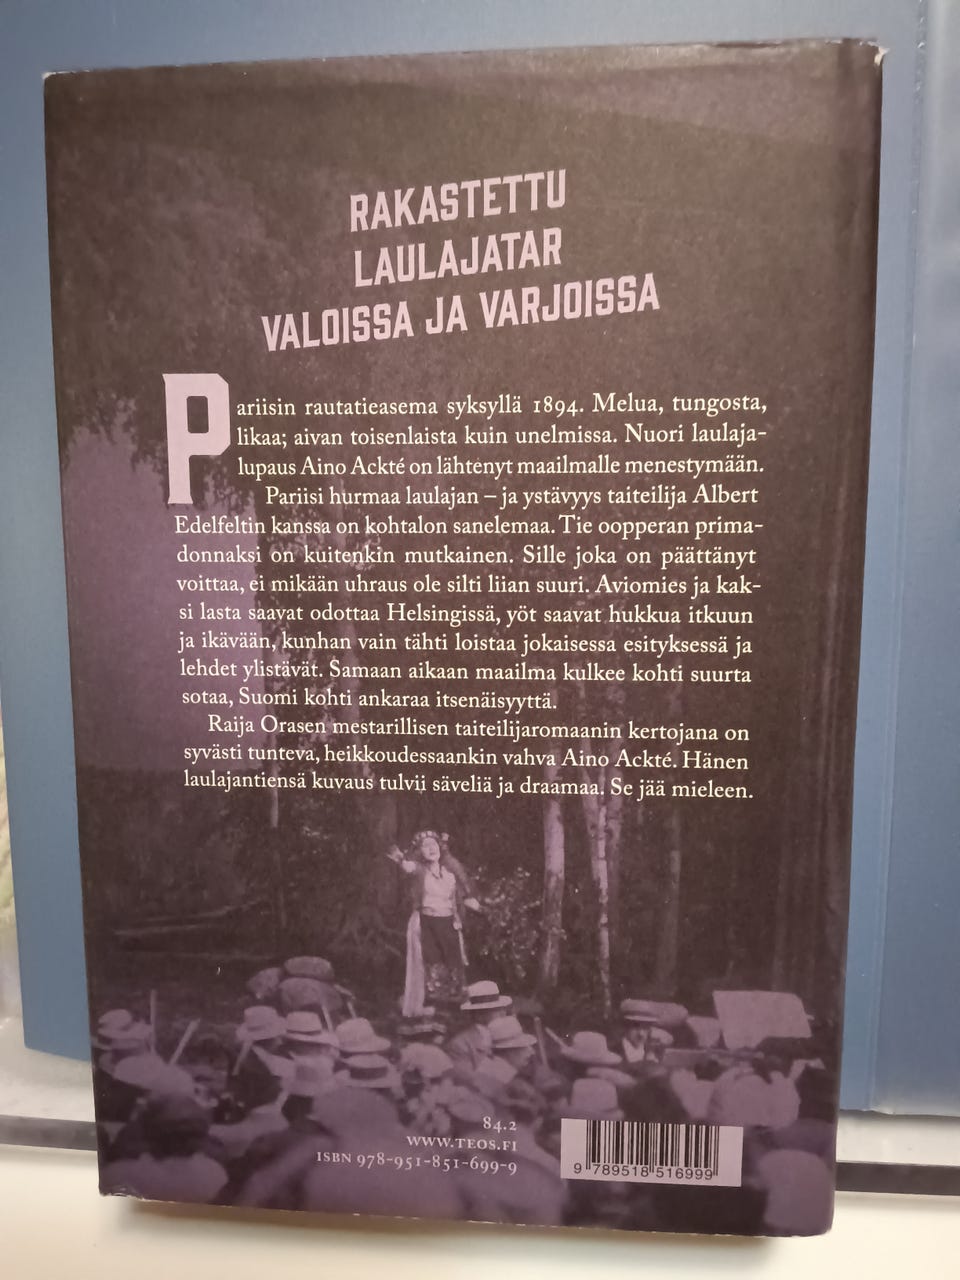 RAKASTETTU
LAULAJATAR
VALOISSA JA VARJOISSA
Pariisin rautatieasema syksyllä 1894. Melua, tungosta,
likaa; aivan toisenlaista kuin unelmissa. Nuori laulaja-
lupaus Aino Ackté on lähtenyt maailmalle menestymään.
Pariisi hurmaa laulajan – ja ystävyys taiteilija Albert
Edelfeltin kanssa on kohtalon sanelemaa. Tie oopperan prima-
donnaksi on kuitenkin mutkainen. Sille joka on päättänyt
voittaa, ei mikään uhraus ole silti liian suuri. Aviomies ja kak-
si lasta saavat odottaa Helsingissä, yöt saavat hukkua itkuun
ja ikävään, kunhan vain tähti loistaa jokaisessa esityksessä ja
lehdet ylistävät. Samaan aikaan maailma kulkee kohti suurta
sotaa, Suomi kohti ankaraa itsenäisyyttä.
Raija Orasen mestarillisen taiteilijaromaanin kertojana on
syvästi tunteva, heikkoudessaankin vahva Aino Ackté. Hänen
laulajantiensä kuvaus tulvii säveliä ja draamaa. Se jää mieleen.
84.2
WWW.TEOS.FI
ISBN 978-951-851-699-9
9 789518 516999